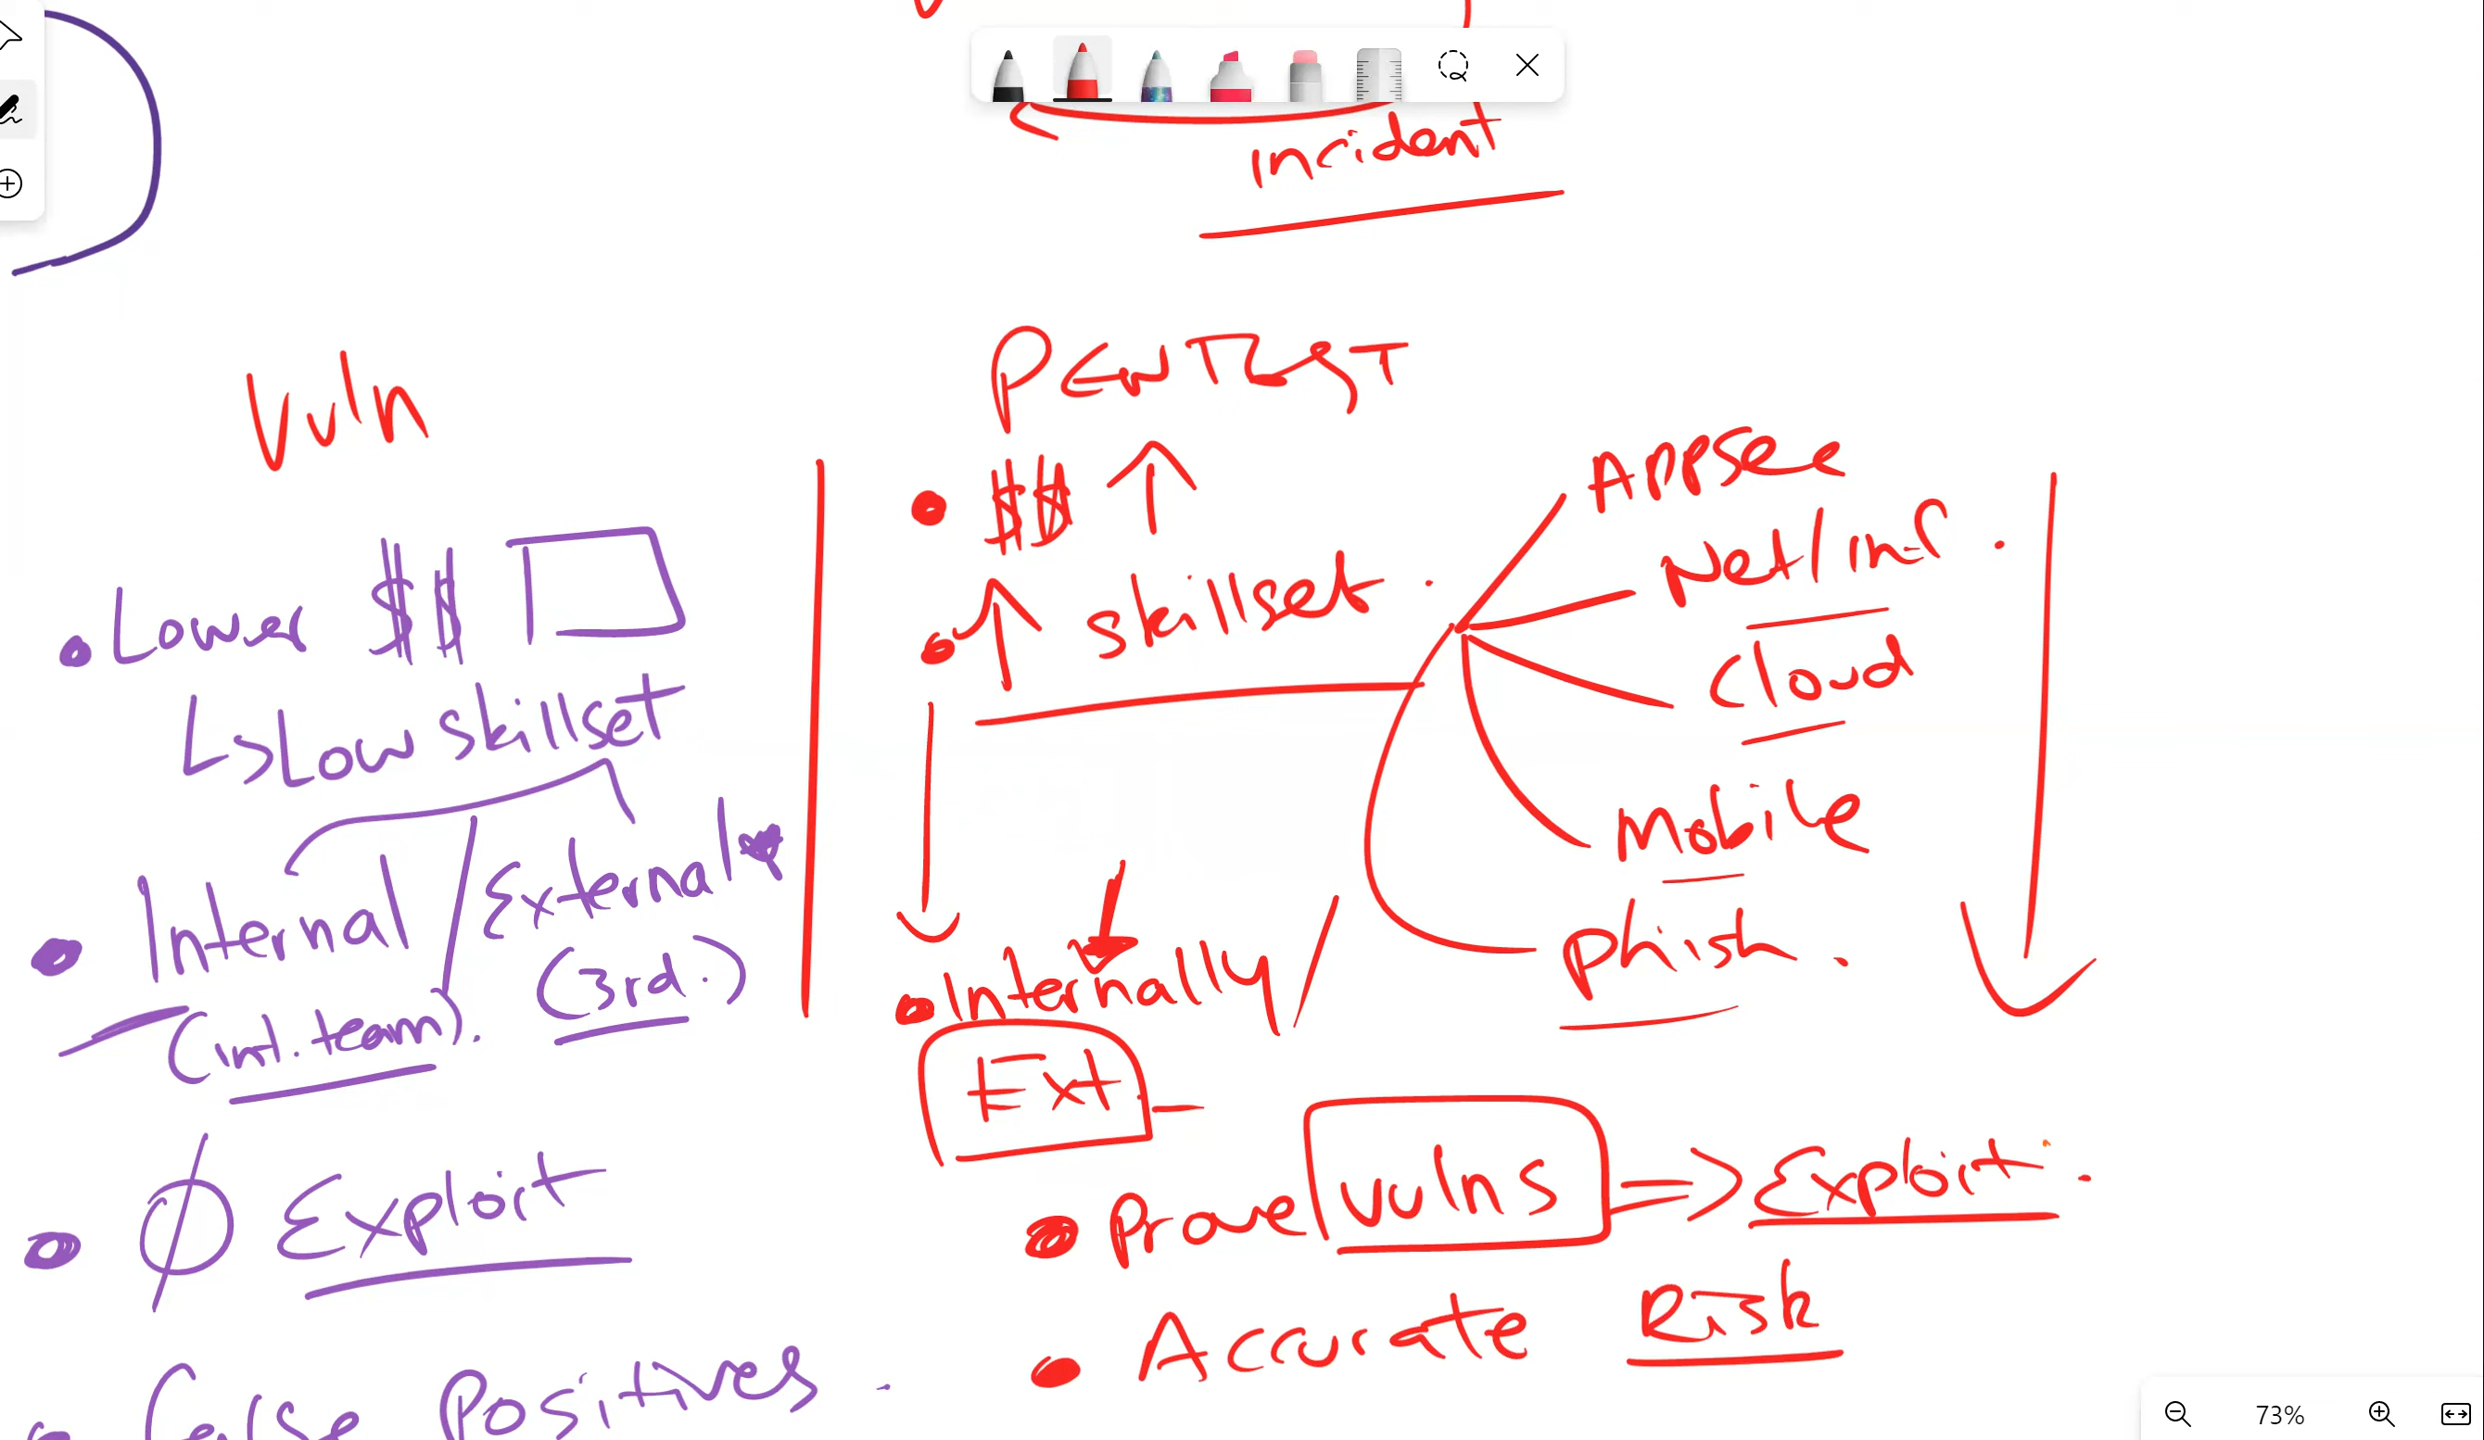 incident
Vuln
• Lower $$
↳ Low skillset
• Internal / External *
(int. team). (3rd.)
• Ø Exploit
• False Positives.
PENTEST
• $$ ↑
• ↑ skillset.
AppSec
Net/inf.
Cloud
Mobile
Phish.
• Internally /
Ext -
• Prove vulns => Exploit.
• Accurate Risk
73%